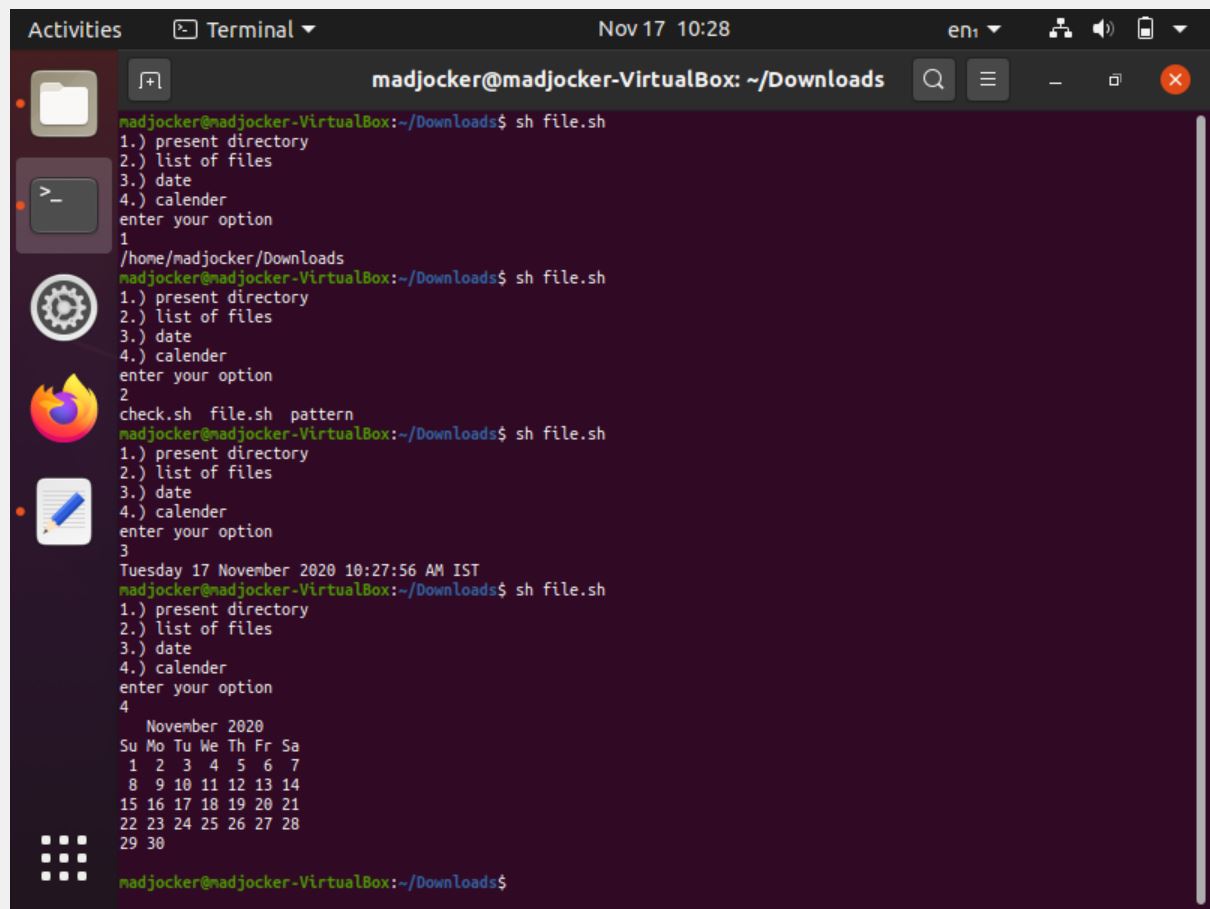 Activities Terminal Nov 17 10:28 en₁
madjocker@madjocker-VirtualBox: ~/Downloads
madjocker@madjocker-VirtualBox:~/Downloads$ sh file.sh
1.) present directory
2.) list of files
3.) date
4.) calender
enter your option
1
/home/madjocker/Downloads
madjocker@madjocker-VirtualBox:~/Downloads$ sh file.sh
1.) present directory
2.) list of files
3.) date
4.) calender
enter your option
2
check.sh file.sh pattern
madjocker@madjocker-VirtualBox:~/Downloads$ sh file.sh
1.) present directory
2.) list of files
3.) date
4.) calender
enter your option
3
Tuesday 17 November 2020 10:27:56 AM IST
madjocker@madjocker-VirtualBox:~/Downloads$ sh file.sh
1.) present directory
2.) list of files
3.) date
4.) calender
enter your option
4
November 2020
Su Mo Tu We Th Fr Sa
1 2 3 4 5 6 7
8 9 10 11 12 13 14
15 16 17 18 19 20 21
22 23 24 25 26 27 28
29 30
madjocker@madjocker-VirtualBox:~/Downloads$